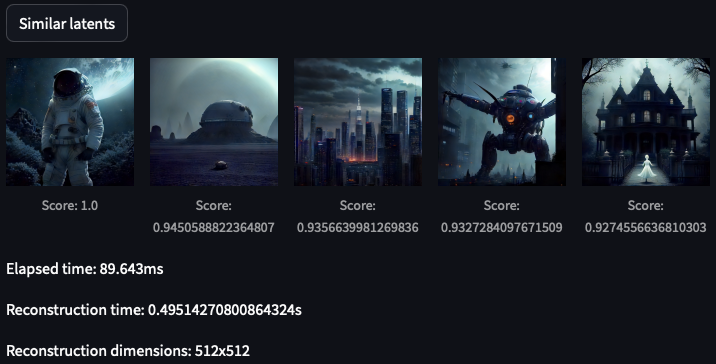 Similar latents
Score: 1.0
Score:
0.9450588822364807
Score:
0.9356639981269836
Score:
0.9327284097671509
Score:
0.9274556636810303
Elapsed time: 89.643ms
Reconstruction time: 0.49514270800864324s
Reconstruction dimensions: 512x512